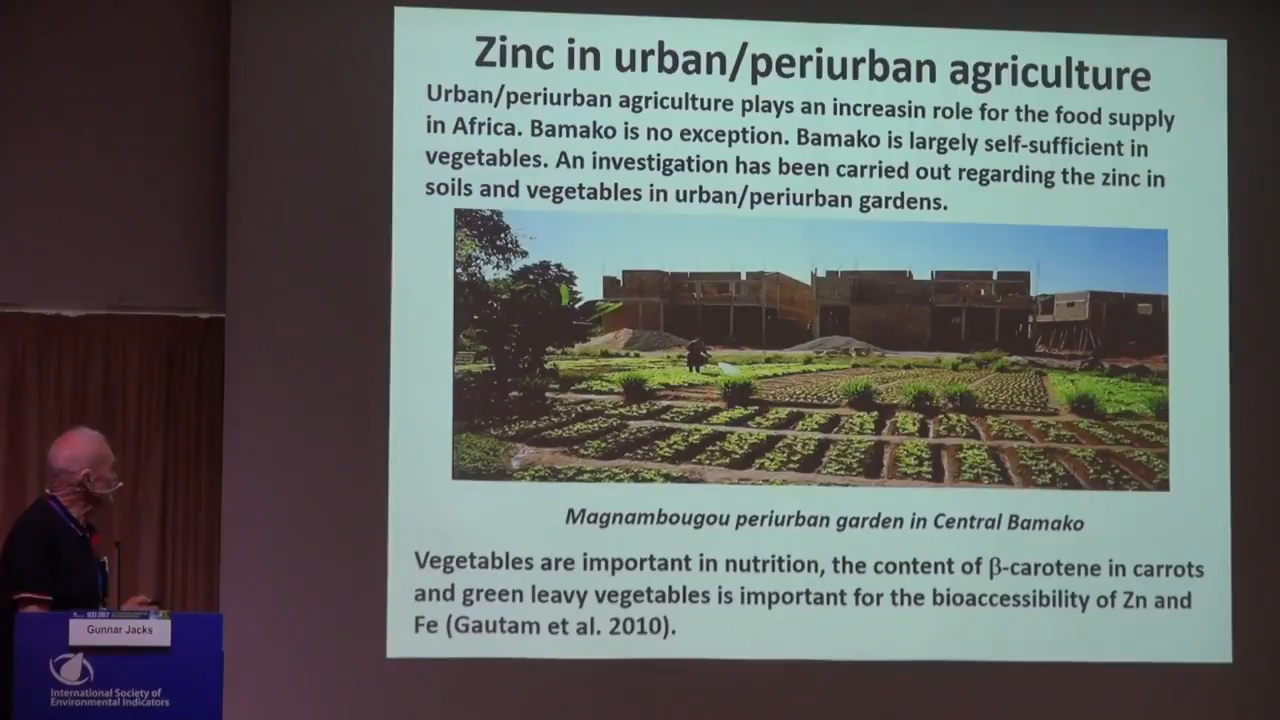 Zinc in urban/periurban agriculture
Urban/periurban agriculture plays an increasin role for the food supply
in Africa. Bamako is no exception. Bamako is largely self-sufficient in
vegetables. An investigation has been carried out regarding the zinc in
soils and vegetables in urban/periurban gardens.
Magnambougou periurban garden in Central Bamako
Vegetables are important in nutrition, the content of β-carotene in carrots
and green leavy vegetables is important for the bioaccessibility of Zn and
Fe (Gautam et al. 2010).
Gunnar Jacks
International Society of
Environmental Indicators